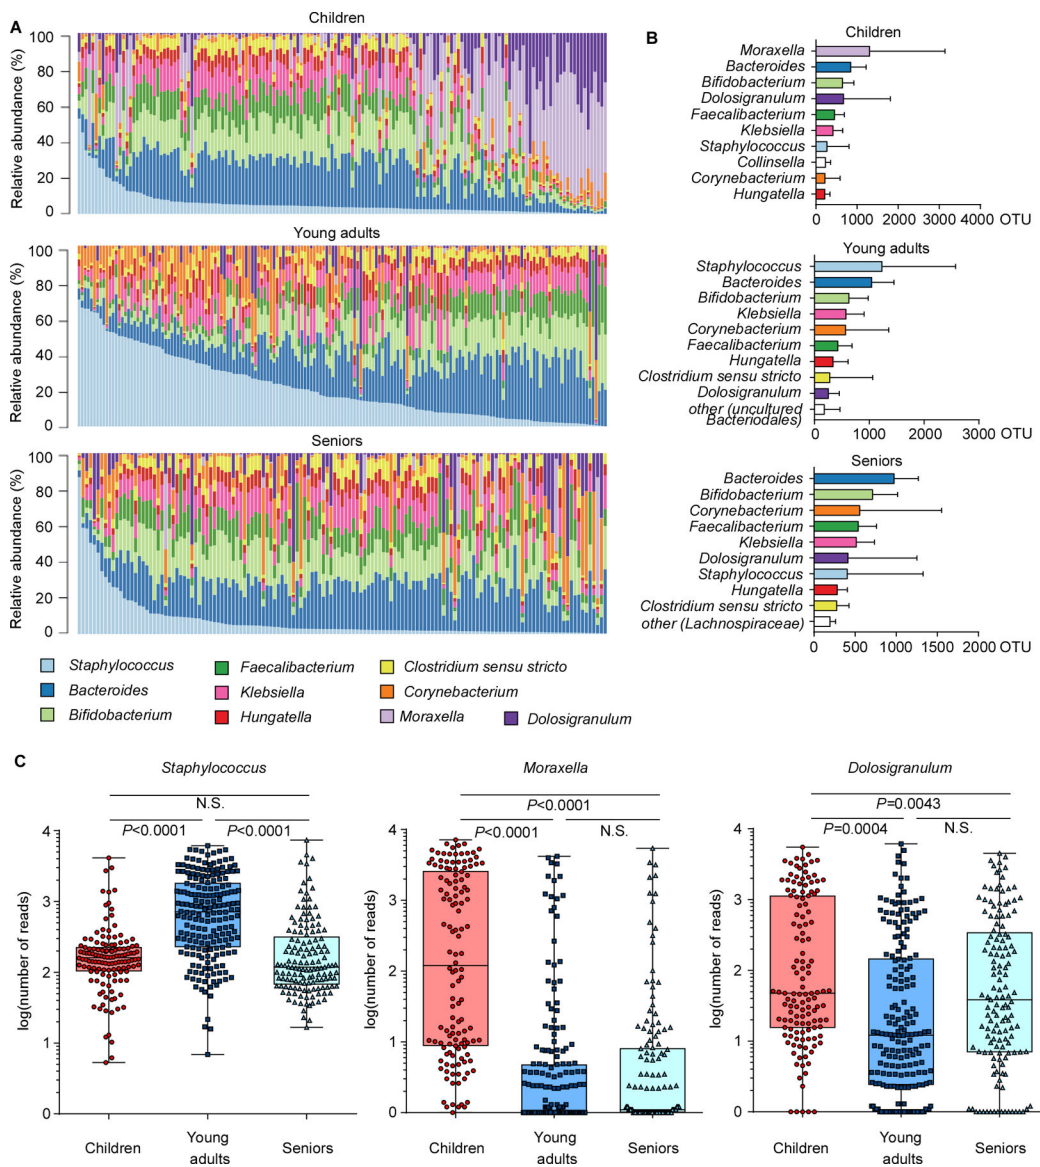 A
Children
Relative abundance (%)
100
80
60
40
20
0
Young adults
Relative abundance (%)
100
80
60
40
20
0
Seniors
Relative abundance (%)
100
80
60
40
20
0
Staphylococcus
Bacteroides
Bifidobacterium
Faecalibacterium
Klebsiella
Hungatella
Clostridium sensu stricto
Corynebacterium
Moraxella
Dolosigranulum
B
Children
Moraxella
Bacteroides
Bifidobacterium
Dolosigranulum
Faecalibacterium
Klebsiella
Staphylococcus
Collinsella
Corynebacterium
Hungatella
0 1000 2000 3000 4000 OTU
Young adults
Staphylococcus
Bacteroides
Bifidobacterium
Klebsiella
Corynebacterium
Faecalibacterium
Hungatella
Clostridium sensu stricto
Dolosigranulum
other (uncultured
Bacteriodales)
0 1000 2000 3000 OTU
Seniors
Bacteroides
Bifidobacterium
Corynebacterium
Faecalibacterium
Klebsiella
Dolosigranulum
Staphylococcus
Hungatella
Clostridium sensu stricto
other (Lachnospiraceae)
0 500 1000 1500 2000 OTU
C
Staphylococcus
N.S.
P<0.0001 P<0.0001
log(number of reads)
4
3
2
1
0
Children
Young
adults
Seniors
Moraxella
P<0.0001
P<0.0001 N.S.
log(number of reads)
4
3
2
1
0
Children
Young
adults
Seniors
Dolosigranulum
P=0.0043
P=0.0004 N.S.
log(number of reads)
4
3
2
1
0
Children
Young
adults
Seniors